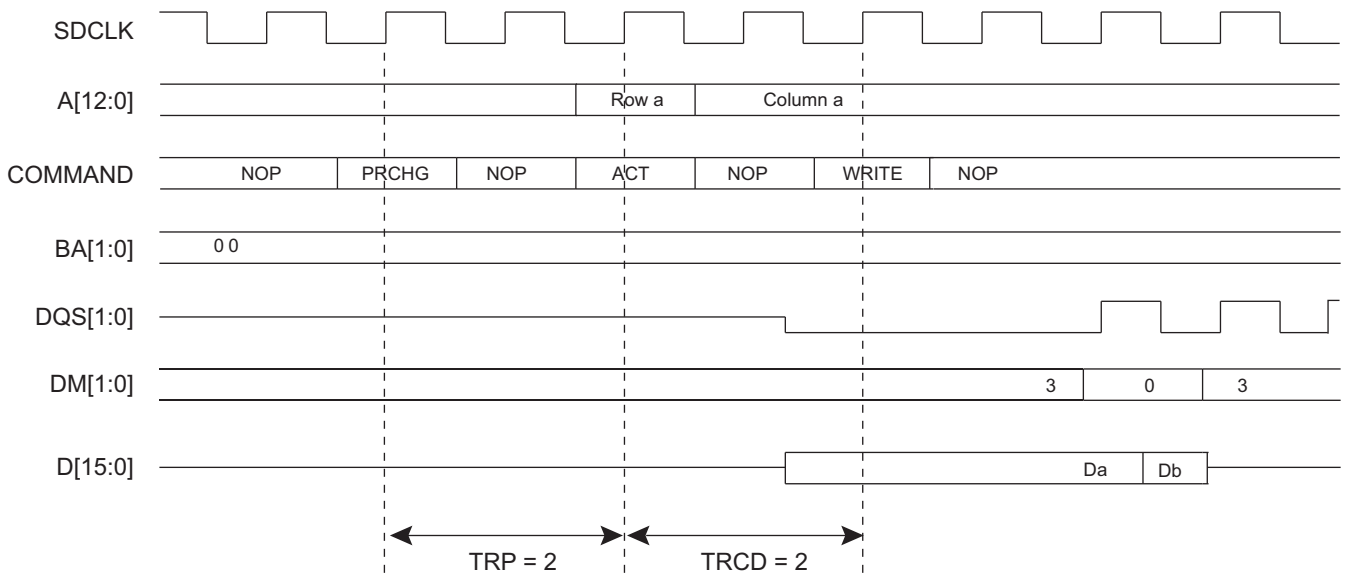 SDCLK
A[12:0] Row a Column a
COMMAND NOP PRCHG NOP ACT NOP WRITE NOP
BA[1:0] 0 0
DQS[1:0]
DM[1:0] 3 0 3
D[15:0] Da Db
TRP = 2 TRCD = 2